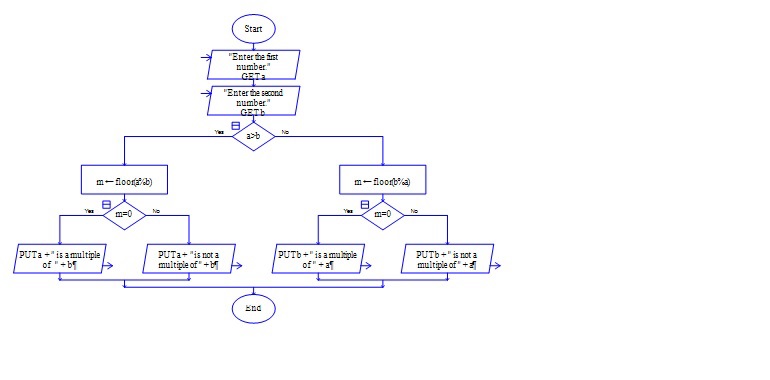 Start
"Enter the first
number."
GET a
"Enter the second
number."
GET b
Yes
a>b
No
m ← floor(a%b)
m ← floor(b%a)
Yes
m=0
No
Yes
m=0
No
PUT a + " is a multiple
of " + b¶
PUT a + " is not a
multiple of " + b¶
PUT b + " is a multiple
of " + a¶
PUT b + " is not a
multiple of " + a¶
End